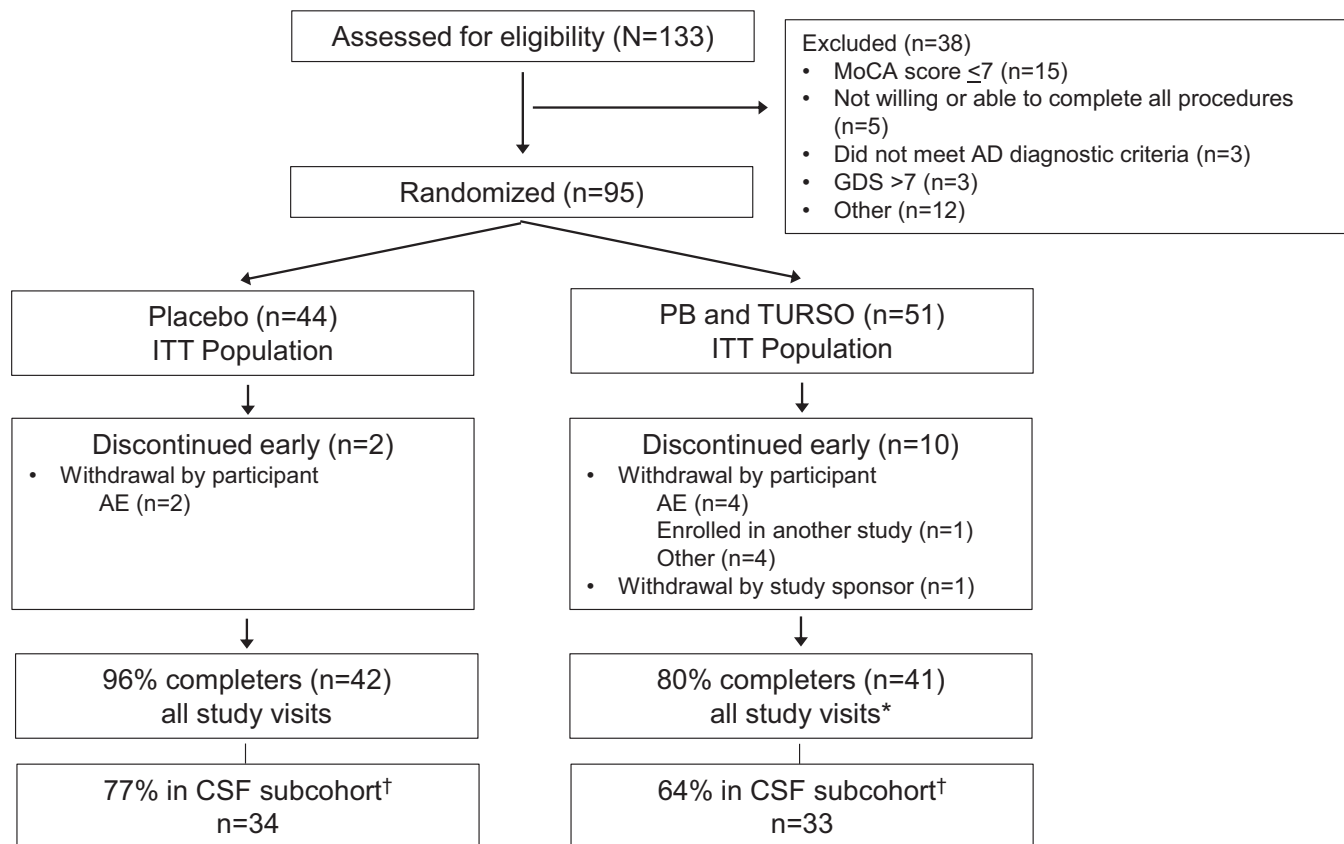 Assessed for eligibility (N=133)
Excluded (n=38)
• MoCA score ≤7 (n=15)
• Not willing or able to complete all procedures
(n=5)
• Did not meet AD diagnostic criteria (n=3)
• GDS >7 (n=3)
• Other (n=12)
Randomized (n=95)
Placebo (n=44)
ITT Population
PB and TURSO (n=51)
ITT Population
Discontinued early (n=2)
• Withdrawal by participant
AE (n=2)
Discontinued early (n=10)
• Withdrawal by participant
AE (n=4)
Enrolled in another study (n=1)
Other (n=4)
• Withdrawal by study sponsor (n=1)
96% completers (n=42)
all study visits
80% completers (n=41)
all study visits*
77% in CSF subcohort†
n=34
64% in CSF subcohort†
n=33